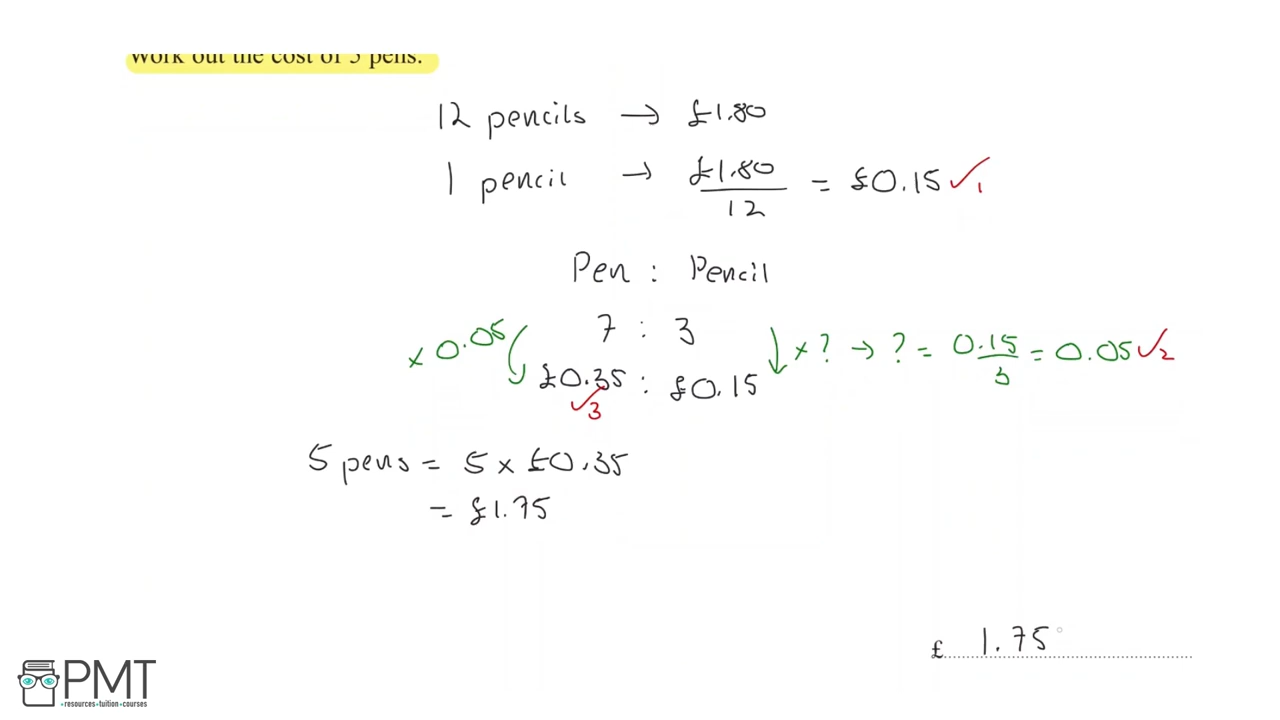 Work out the cost of 5 pens.
12 pencils → £1.80
1 pencil → £1.80 / 12 = £0.15 ✓1
Pen : Pencil
7 : 3
×0.05
× ? → ? = 0.15 / 3 = 0.05 ✓2
£0.35 : £0.15
✓3
5 pens = 5 × £0.35
= £1.75
£ 1.75
PMT
•resources•tuition•courses